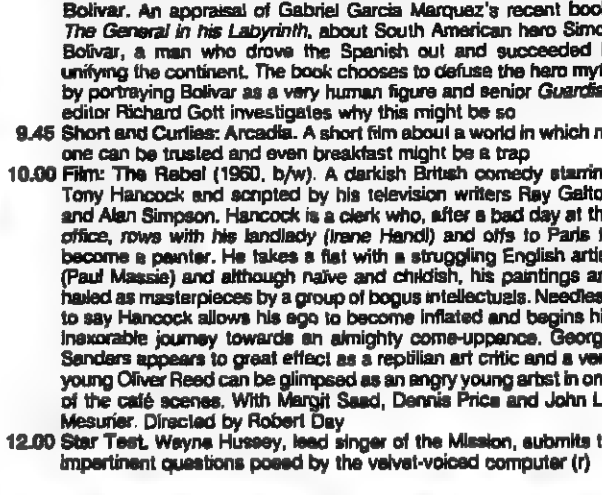 Bolivar. An appraisal of Gabriel Garcia Marquez's recent book
The General in his Labyrinth, about South American hero Simo
Bolivar, a man who drove the Spanish out and succeeded
unifying the continent. The book chooses to defuse the hero myt
by portraying Bolivar as a very human figure and senior Guardia
editor Richard Gott investigates why this might be so
9.45 Short and Curlies: Arcadia. A short film about a world in which n
one can be trusted and even breakfast might be a trap
10.00 Film: The Rebel (1960, b/w). A darkish British comedy starrin
Tony Hancock and scripted by his television writers Ray Galto
and Alan Simpson. Hancock is a clerk who, after a bad day at th
office, rows with his landlady (Irene Handl) and offs to Paris t
become a painter. He takes a flat with a struggling English artis
(Paul Massie) and although naïve and childish, his paintings ar
hailed as masterpieces by a group of bogus intellectuals. Needles
to say Hancock allows his ego to become inflated and begins hi
inexorable journey towards an almighty come-uppance. Georg
Sanders appears to great effect as a reptilian art critic and a ver
young Oliver Reed can be glimpsed as an angry young artist in on
of the café scenes. With Margit Saad, Dennis Price and John L
Mesurier. Directed by Robert Day
12.00 Star Test. Wayne Hussey, lead singer of the Mission, submits t
impertinent questions posed by the velvet-voiced computer (r)